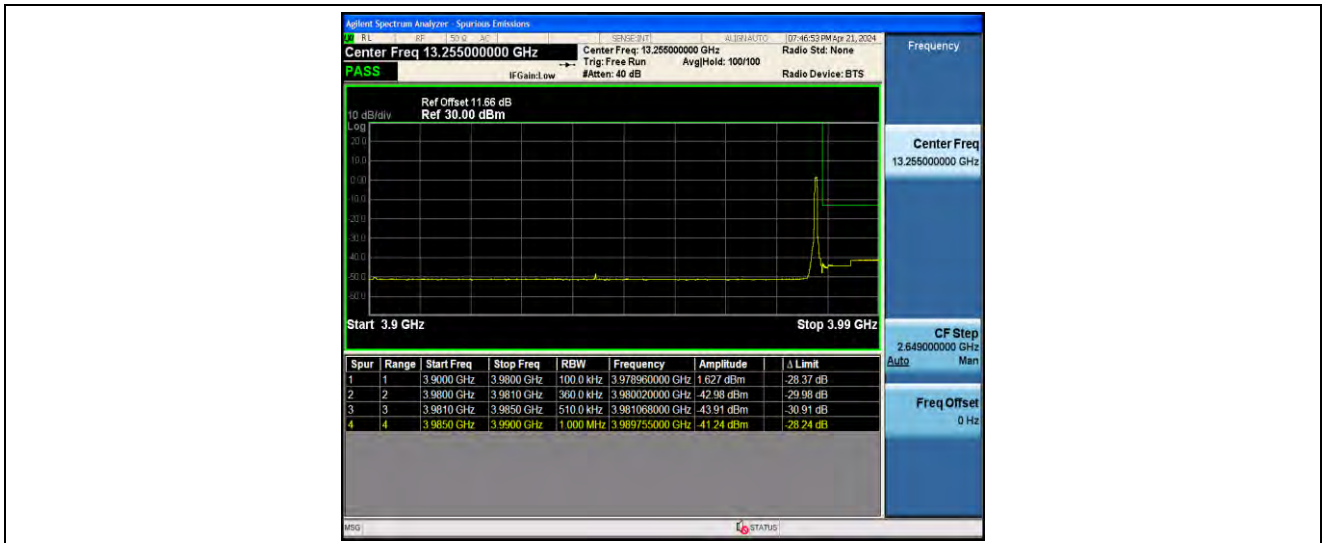 Agilent Spectrum Analyzer - Spurious Emissions
RL RF 50 Ω AC SENSE:INT ALIGN AUTO 07:46:53 PM Apr 21, 2024
Center Freq 13.255000000 GHz
Center Freq: 13.255000000 GHz
Radio Std: None
Trig: Free Run Avg|Hold: 100/100
PASS
IFGain:Low
#Atten: 40 dB
Radio Device: BTS
Ref Offset 11.66 dB
10 dB/div Ref 30.00 dBm
Log
20.0
10.0
0.00
-10.0
-20.0
-30.0
-40.0
-50.0
-60.0
Start 3.9 GHz Stop 3.99 GHz
Spur Range Start Freq Stop Freq RBW Frequency Amplitude Δ Limit
1 1 3.9000 GHz 3.9800 GHz 100.0 kHz 3.978960000 GHz 1.627 dBm -28.37 dB
2 2 3.9800 GHz 3.9810 GHz 360.0 kHz 3.980020000 GHz -42.98 dBm -29.98 dB
3 3 3.9810 GHz 3.9850 GHz 510.0 kHz 3.981068000 GHz -43.91 dBm -30.91 dB
4 4 3.9850 GHz 3.9900 GHz 1.000 MHz 3.989755000 GHz -41.24 dBm -28.24 dB
MSG STATUS
Frequency
Center Freq
13.255000000 GHz
CF Step
2.649000000 GHz
Auto Man
Freq Offset
0 Hz